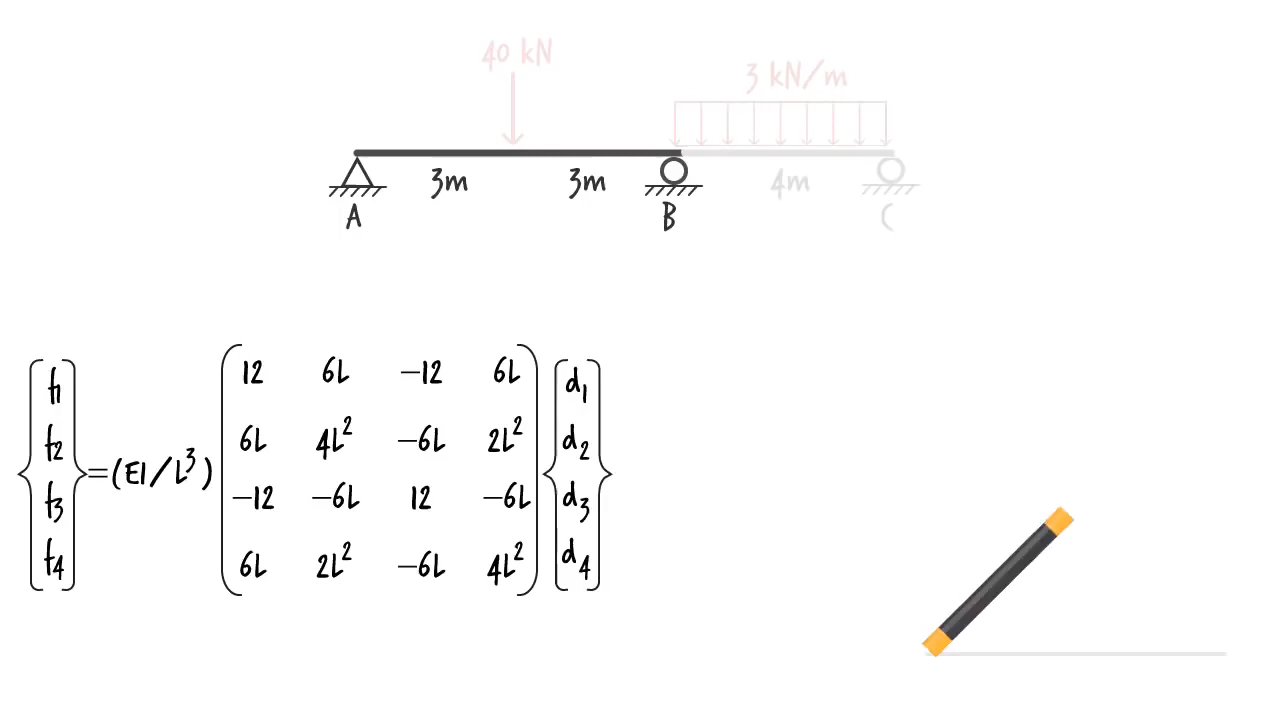 40 kN
3 kN/m
3m 3m 4m
A B C
12 6L −12 6L
f1 d1
6L 4L² −6L 2L²
f2 d2
=(EI/L³)
−12 −6L 12 −6L
f3 d3
6L 2L² −6L 4L²
f4 d4